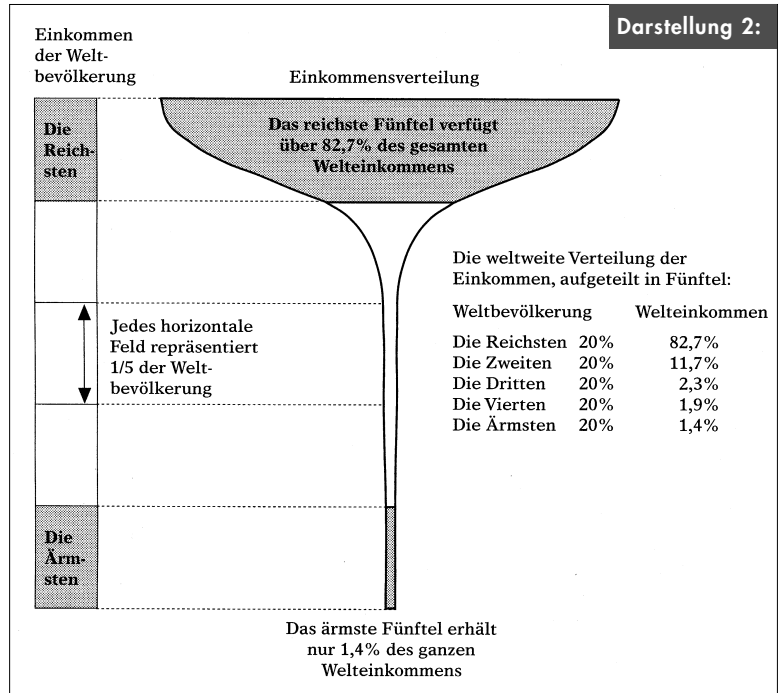 Darstellung 2:
Einkommen
der Welt-
bevölkerung
Einkommensverteilung
Die
Reich-
sten
Das reichste Fünftel verfügt
über 82,7% des gesamten
Welteinkommens
Jedes horizontale
Feld repräsentiert
1/5 der Welt-
bevölkerung
Die weltweite Verteilung der
Einkommen, aufgeteilt in Fünftel:
Weltbevölkerung Welteinkommen
Die Reichsten 20% 82,7%
Die Zweiten 20% 11,7%
Die Dritten 20% 2,3%
Die Vierten 20% 1,9%
Die Ärmsten 20% 1,4%
Die
Ärm-
sten
Das ärmste Fünftel erhält
nur 1,4% des ganzen
Welteinkommens